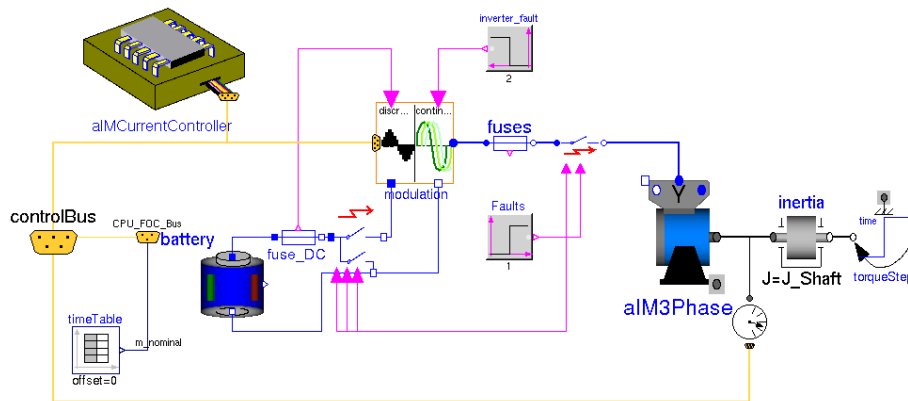 inverter_fault
2
discr...
contin...
aIMCurrentController
fuses
modulation
controlBus
CPU_FOC_Bus
battery
fuse_DC
Faults
1
Y
inertia
time
J=J_Shaft
torqueStep
aIM3Phase
timeTable
m_nominal
offset=0